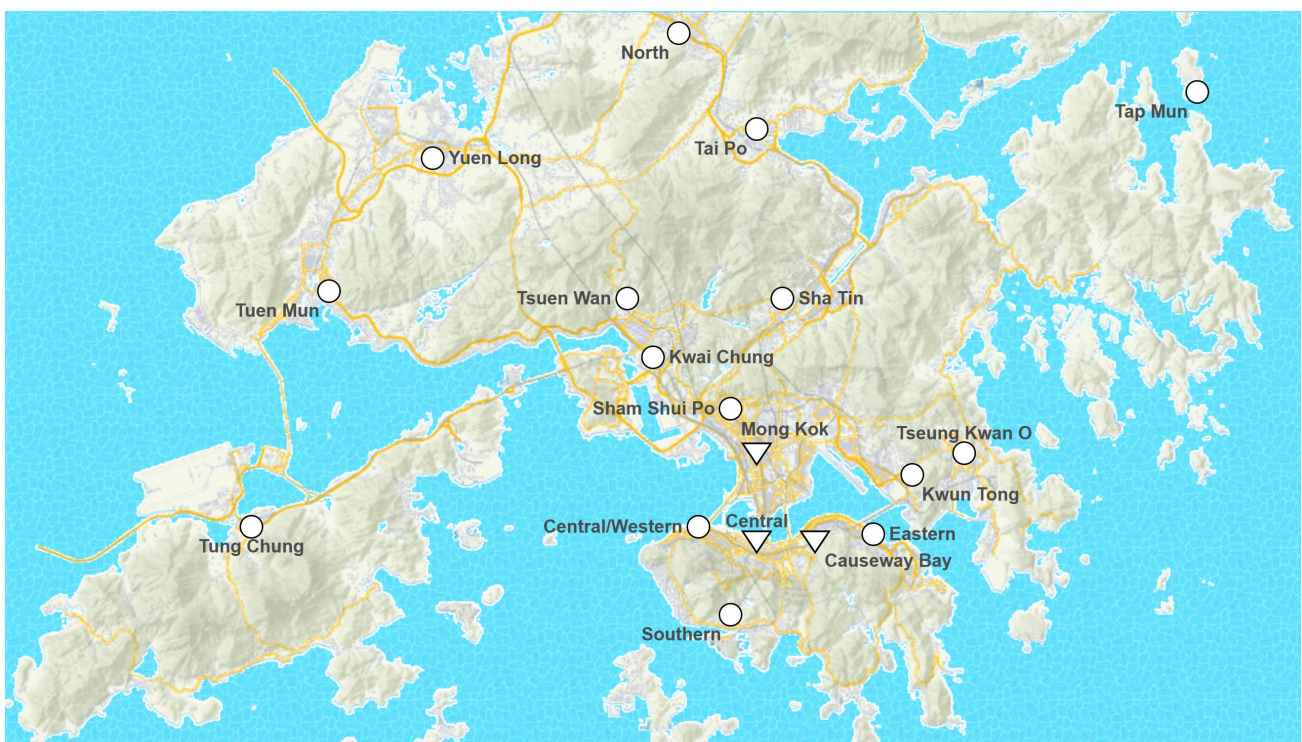 North
Tap Mun
Tai Po
Yuen Long
Tuen Mun
Tsuen Wan
Sha Tin
Kwai Chung
Sham Shui Po
Mong Kok
Tseung Kwan O
Kwun Tong
Central/Western
Central
Eastern
Tung Chung
Causeway Bay
Southern